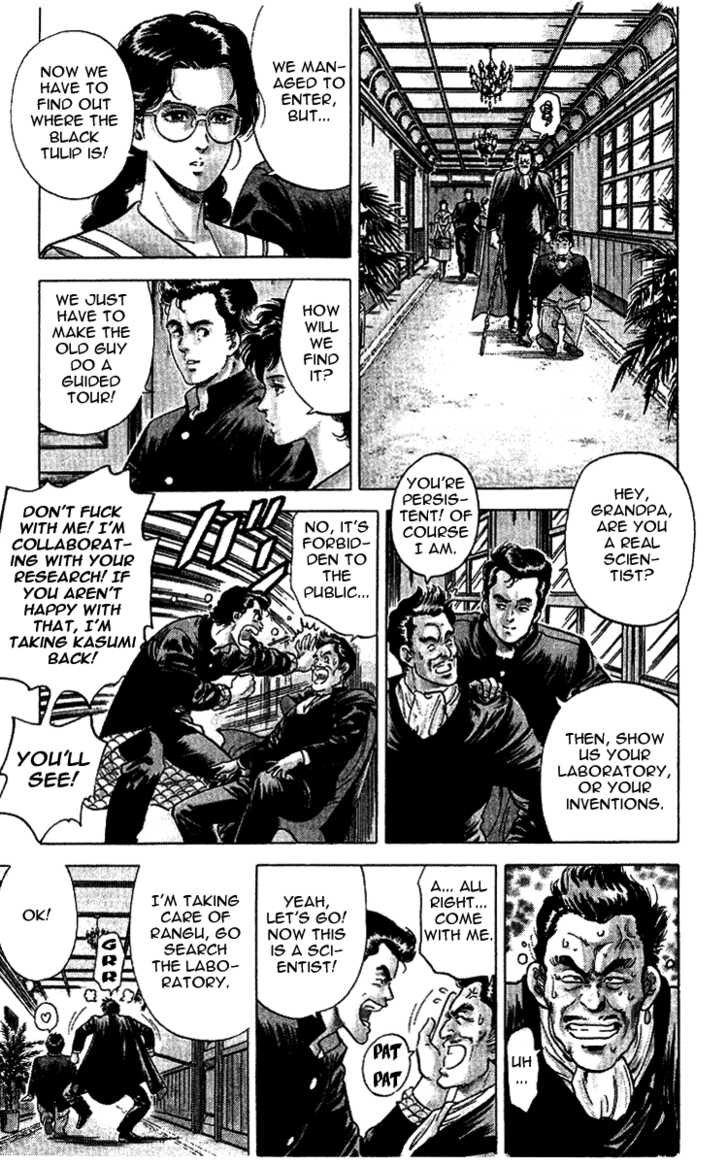 WE MAN-
AGED TO
ENTER,
BUT...
NOW WE
HAVE TO
FIND OUT
WHERE THE
BLACK
TULIP IS!
HOW
WILL
WE
FIND
IT?
WE JUST
HAVE TO
MAKE THE
OLD GUY
DO A
GUIDED
TOUR!
HEY,
GRANDPA,
ARE YOU
A REAL
SCIEN-
TIST?
YOU'RE
PERSIS-
TENT! OF
COURSE
I AM.
THEN, SHOW
US YOUR
LABORATORY,
OR YOUR
INVENTIONS.
NO, IT'S
FORBID-
DEN TO
THE
PUBLIC...
DON'T FUCK
WITH ME! I'M
COLLABORAT-
ING WITH YOUR
RESEARCH! IF
YOU AREN'T
HAPPY WITH
THAT, I'M
TAKING KASUMI
BACK!
YOU'LL
SEE!
UH
...
A... ALL
RIGHT...
COME
WITH ME.
YEAH,
LET'S GO!
NOW THIS
IS A SCI-
ENTIST!
PAT
PAT
I'M TAKING
CARE OF
RANGU, GO
SEARCH
THE LABO-
RATORY.
OK!
GRR